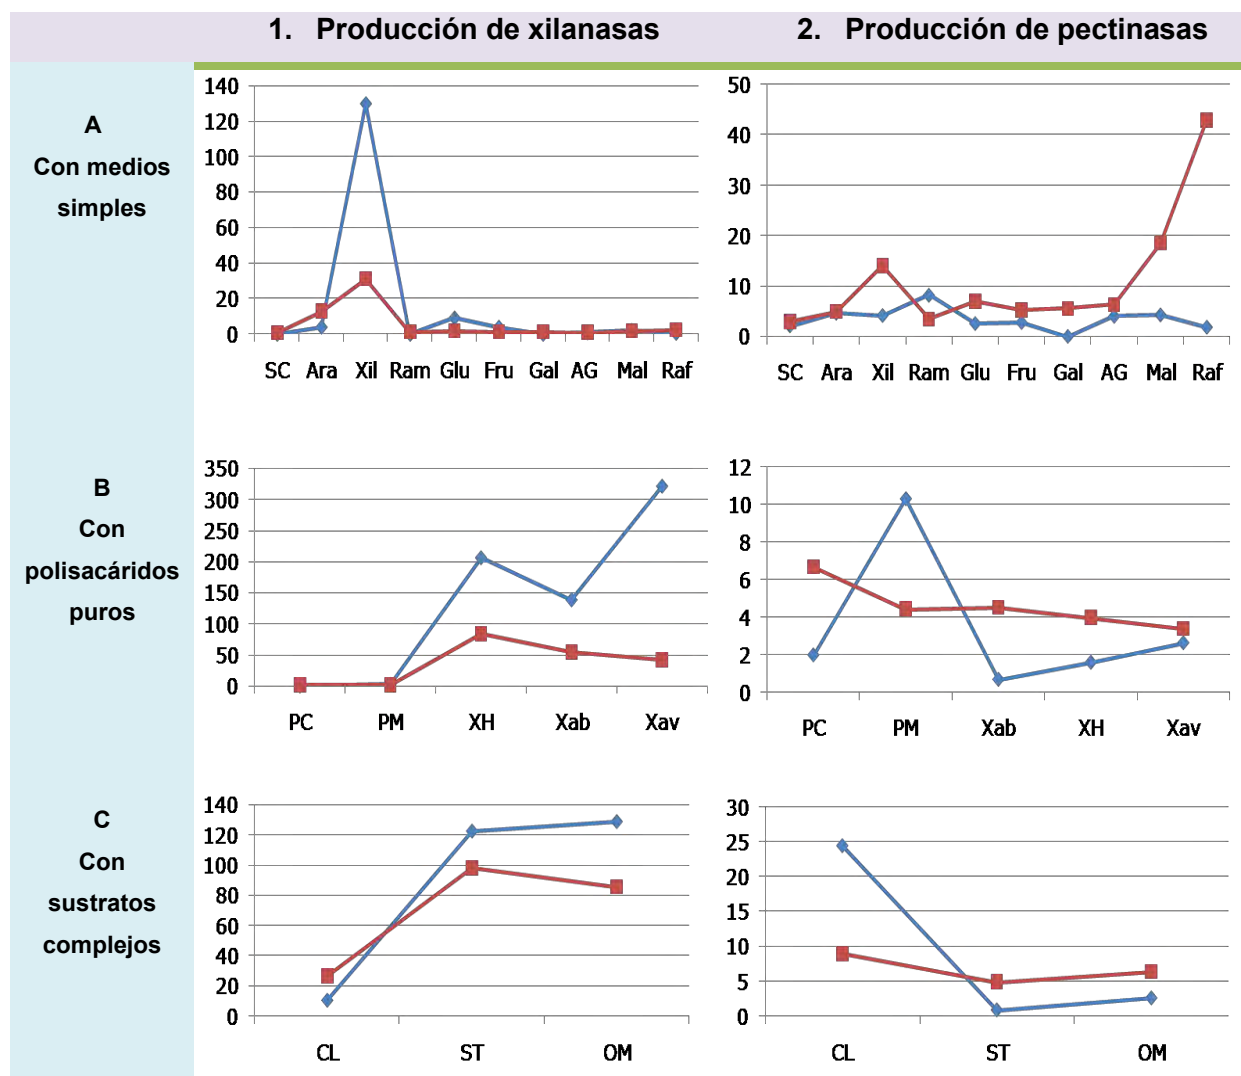 1. Producción de xilanasas
2. Producción de pectinasas
A
Con medios
simples
140
120
100
80
60
40
20
0
SC Ara Xil Ram Glu Fru Gal AG Mal Raf
50
40
30
20
10
0
SC Ara Xil Ram Glu Fru Gal AG Mal Raf
B
Con
polisacáridos
puros
350
300
250
200
150
100
50
0
PC PM XH Xab Xav
12
10
8
6
4
2
0
PC PM Xab XH Xav
C
Con
sustratos
complejos
140
120
100
80
60
40
20
0
CL ST OM
30
25
20
15
10
5
0
CL ST OM